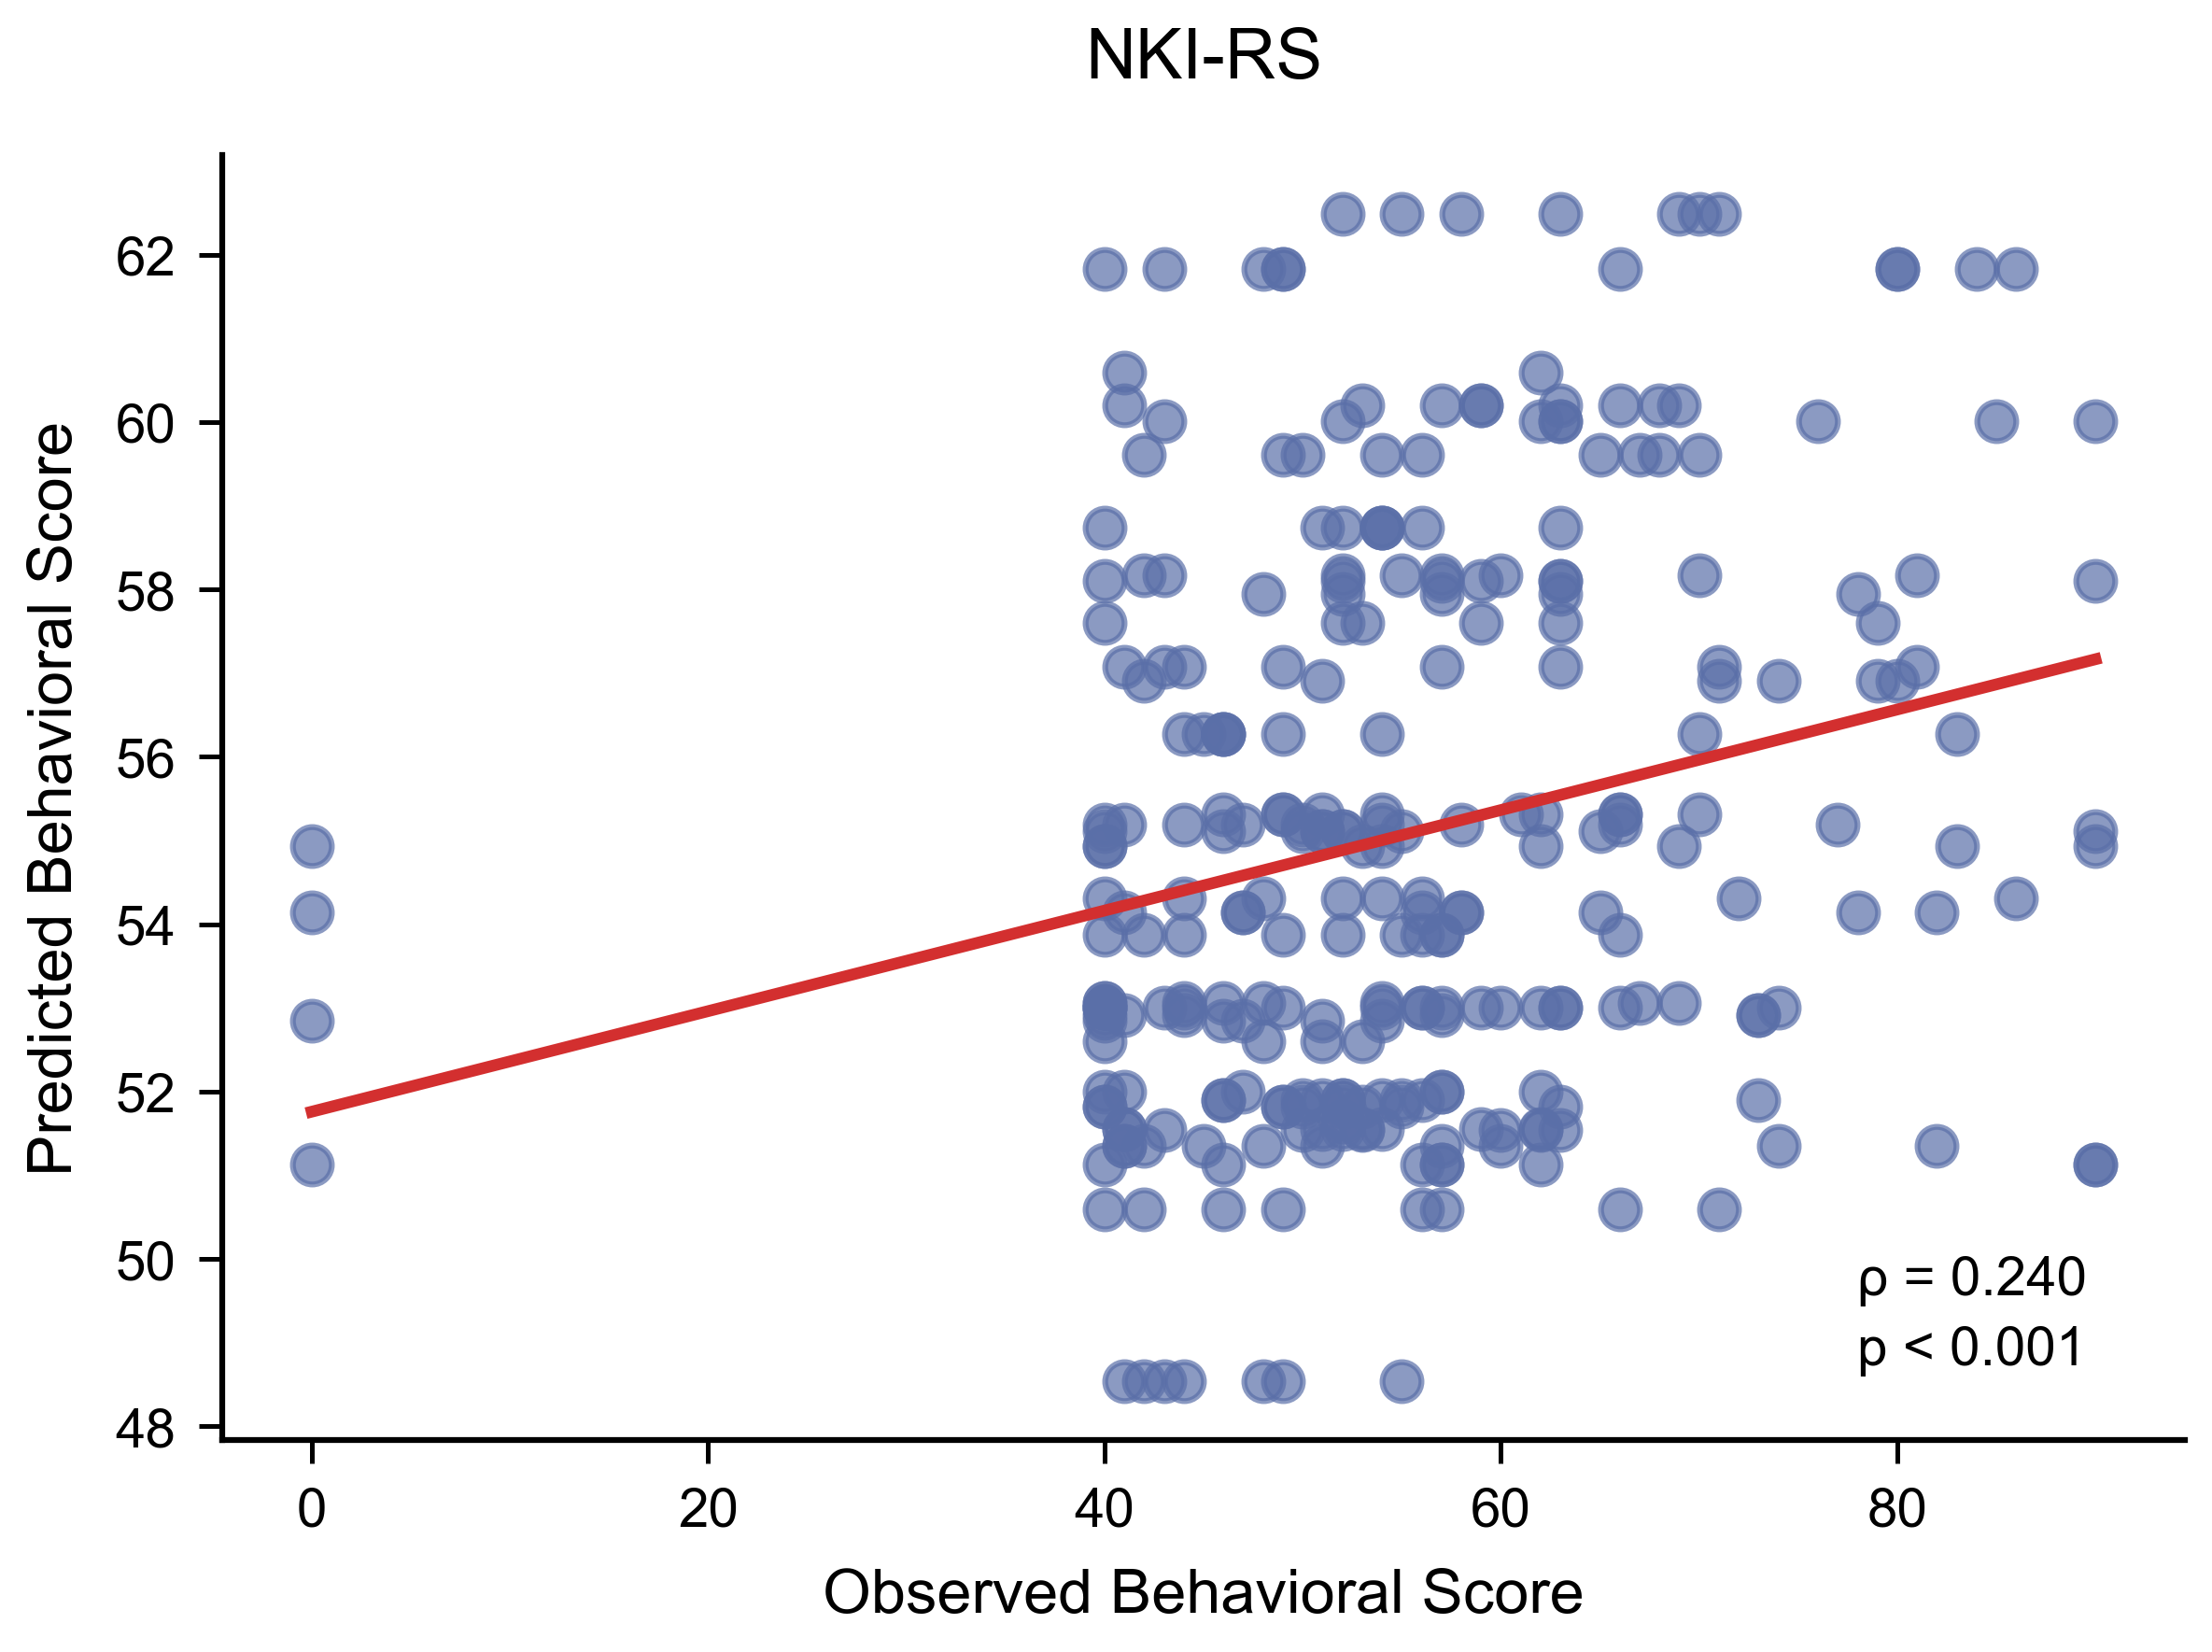 NKI-RS
Predicted Behavioral Score
62
60
58
56
54
52
50
48
ρ = 0.240
p < 0.001
0
20
40
60
80
Observed Behavioral Score